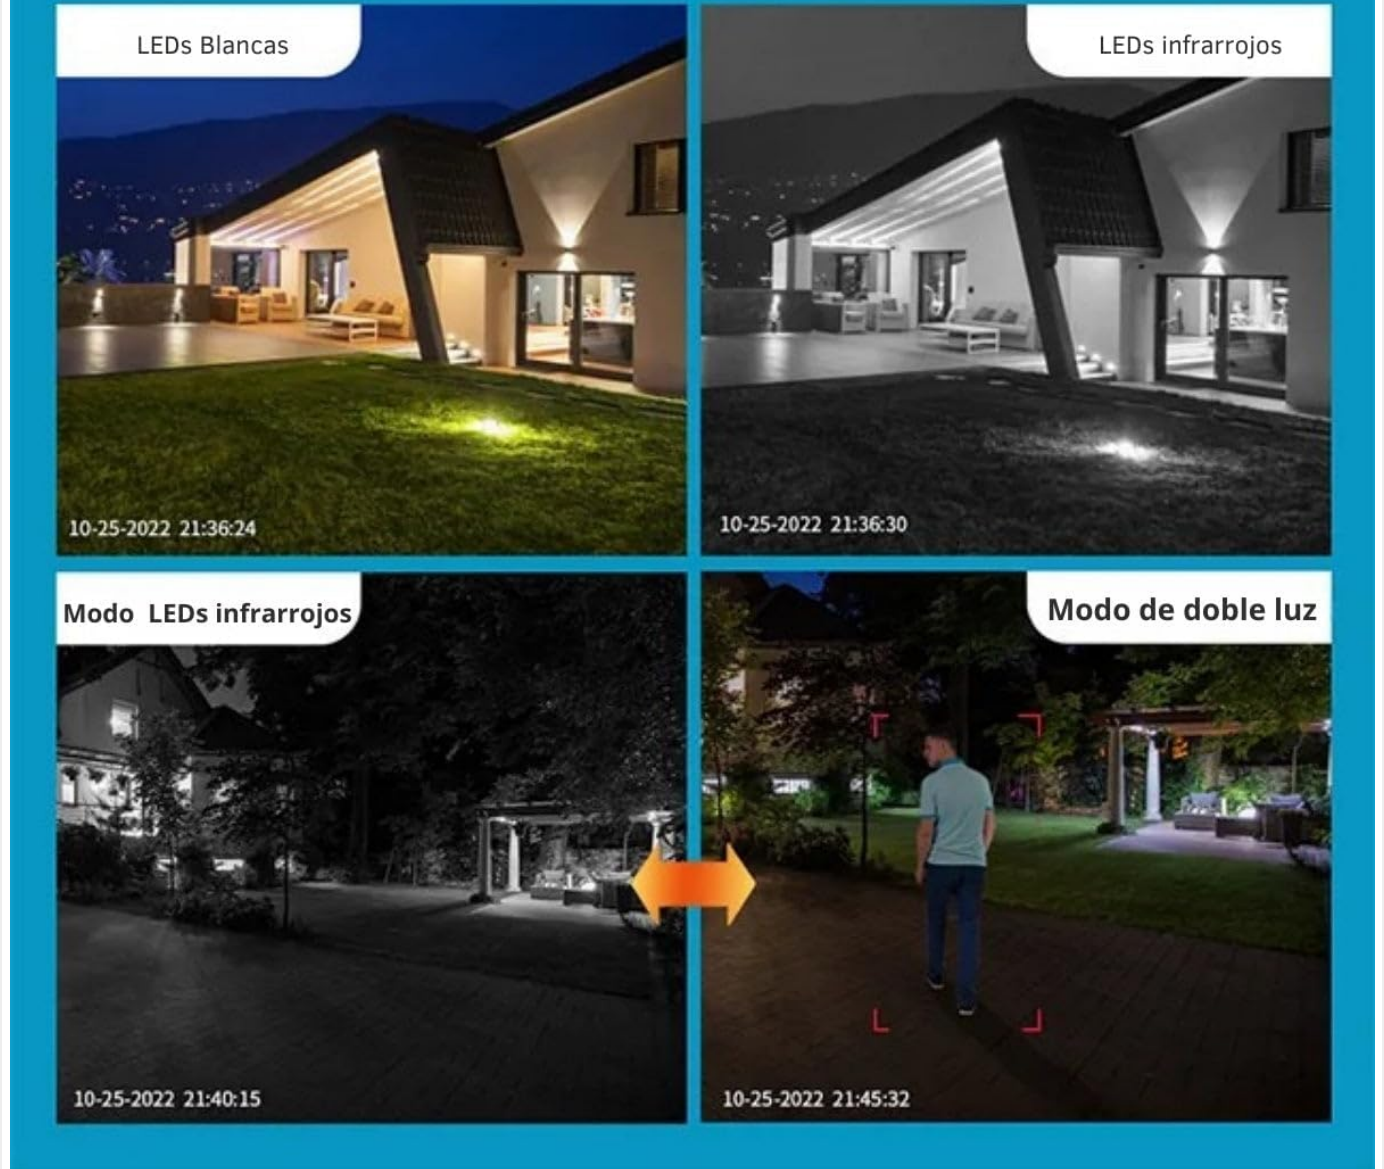 LEDs Blancas
LEDs infrarrojos
10-25-2022 21:36:24
10-25-2022 21:36:30
Modo LEDs infrarrojos
Modo de doble luz
10-25-2022 21:40:15
10-25-2022 21:45:32